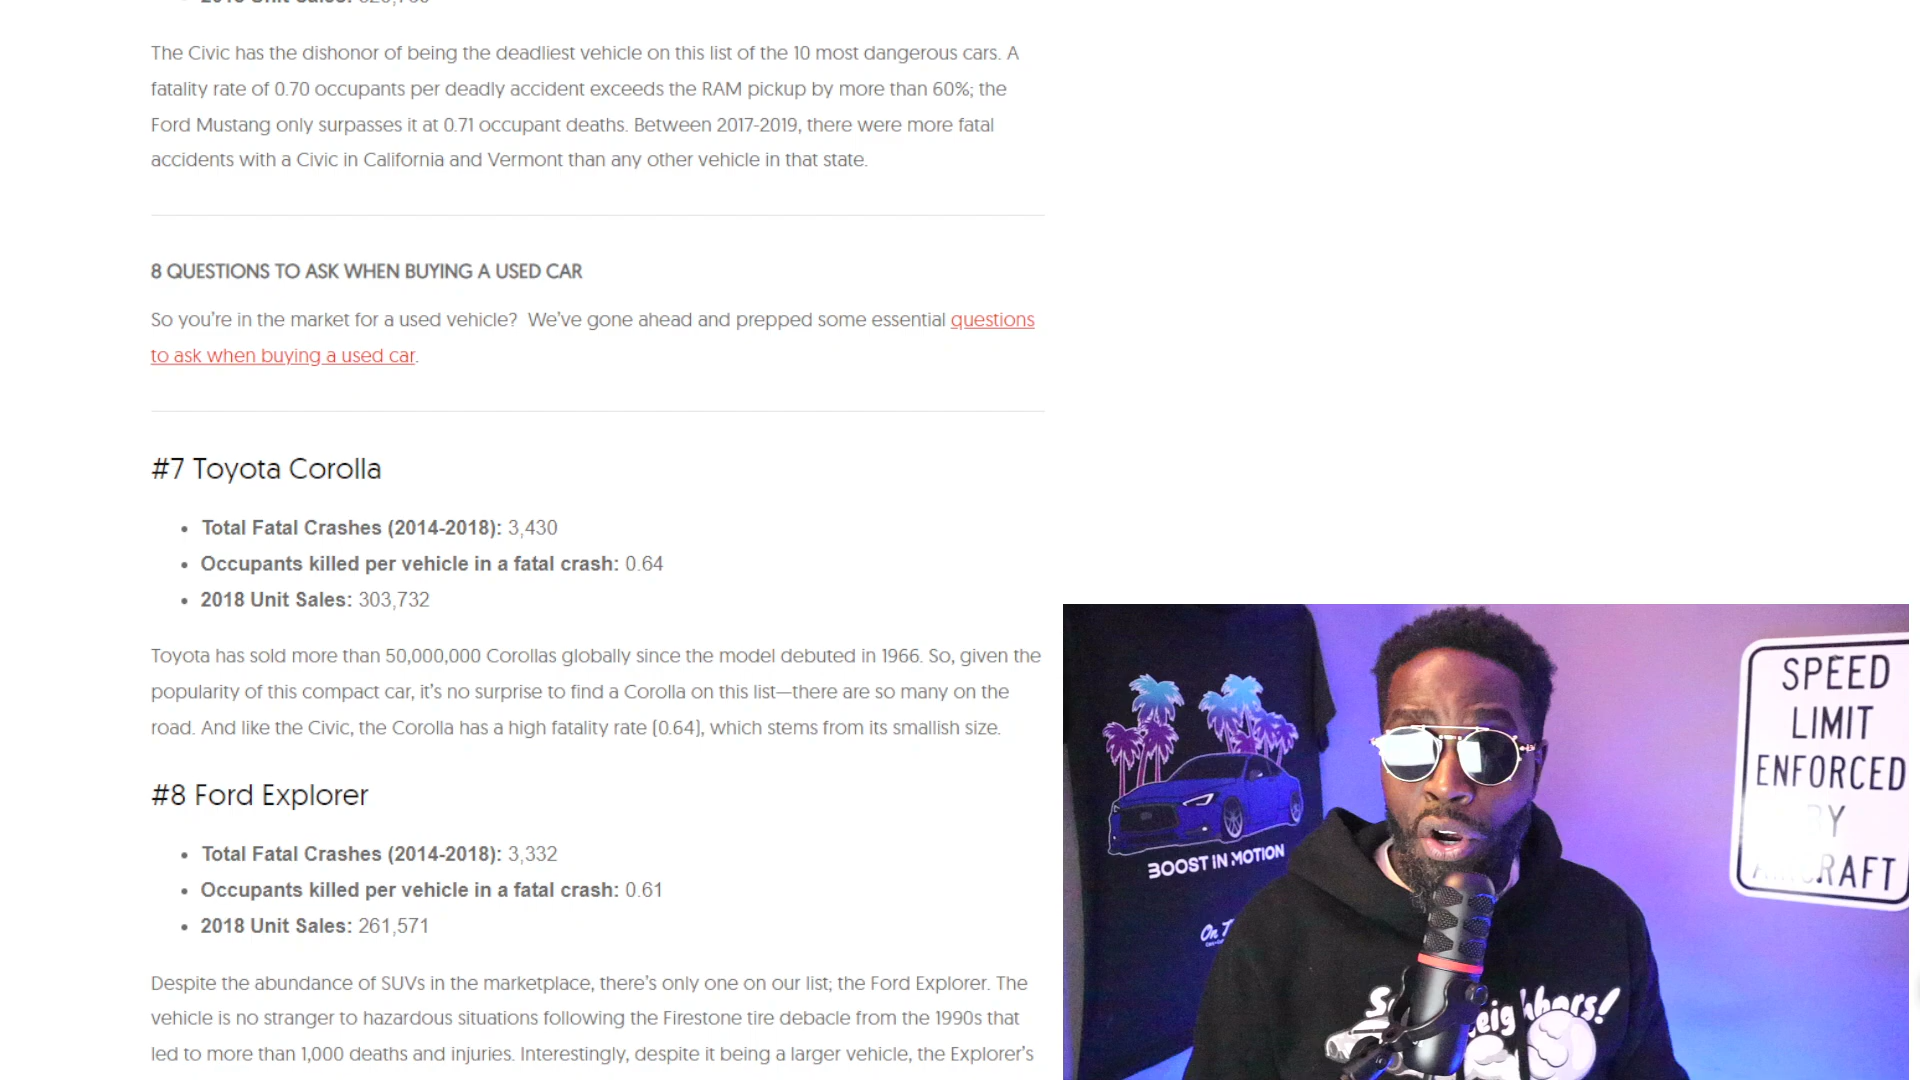 The Civic has the dishonor of being the deadliest vehicle on this list of the 10 most dangerous cars. A
fatality rate of 0.70 occupants per deadly accident exceeds the RAM pickup by more than 60%; the
Ford Mustang only surpasses it at 0.71 occupant deaths. Between 2017-2019, there were more fatal
accidents with a Civic in California and Vermont than any other vehicle in that state.
8 QUESTIONS TO ASK WHEN BUYING A USED CAR
So you're in the market for a used vehicle?  We've gone ahead and prepped some essential questions
to ask when buying a used car.
#7 Toyota Corolla
• Total Fatal Crashes (2014-2018): 3,430
• Occupants killed per vehicle in a fatal crash: 0.64
• 2018 Unit Sales: 303,732
Toyota has sold more than 50,000,000 Corollas globally since the model debuted in 1966. So, given the
popularity of this compact car, it's no surprise to find a Corolla on this list—there are so many on the
road. And like the Civic, the Corolla has a high fatality rate (0.64), which stems from its smallish size.
#8 Ford Explorer
• Total Fatal Crashes (2014-2018): 3,332
• Occupants killed per vehicle in a fatal crash: 0.61
• 2018 Unit Sales: 261,571
Despite the abundance of SUVs in the marketplace, there's only one on our list; the Ford Explorer. The
vehicle is no stranger to hazardous situations following the Firestone tire debacle from the 1990s that
led to more than 1,000 deaths and injuries. Interestingly, despite it being a larger vehicle, the Explorer's
BOOST IN MOTION
On
SPEED
LIMIT
ENFORCED
BY